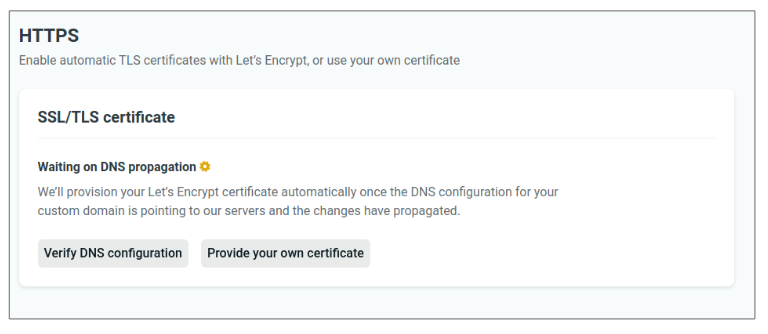 HTTPS
Enable automatic TLS certificates with Let's Encrypt, or use your own certificate
SSL/TLS certificate
Waiting on DNS propagation
We'll provision your Let's Encrypt certificate automatically once the DNS configuration for your
custom domain is pointing to our servers and the changes have propagated.
Verify DNS configuration
Provide your own certificate